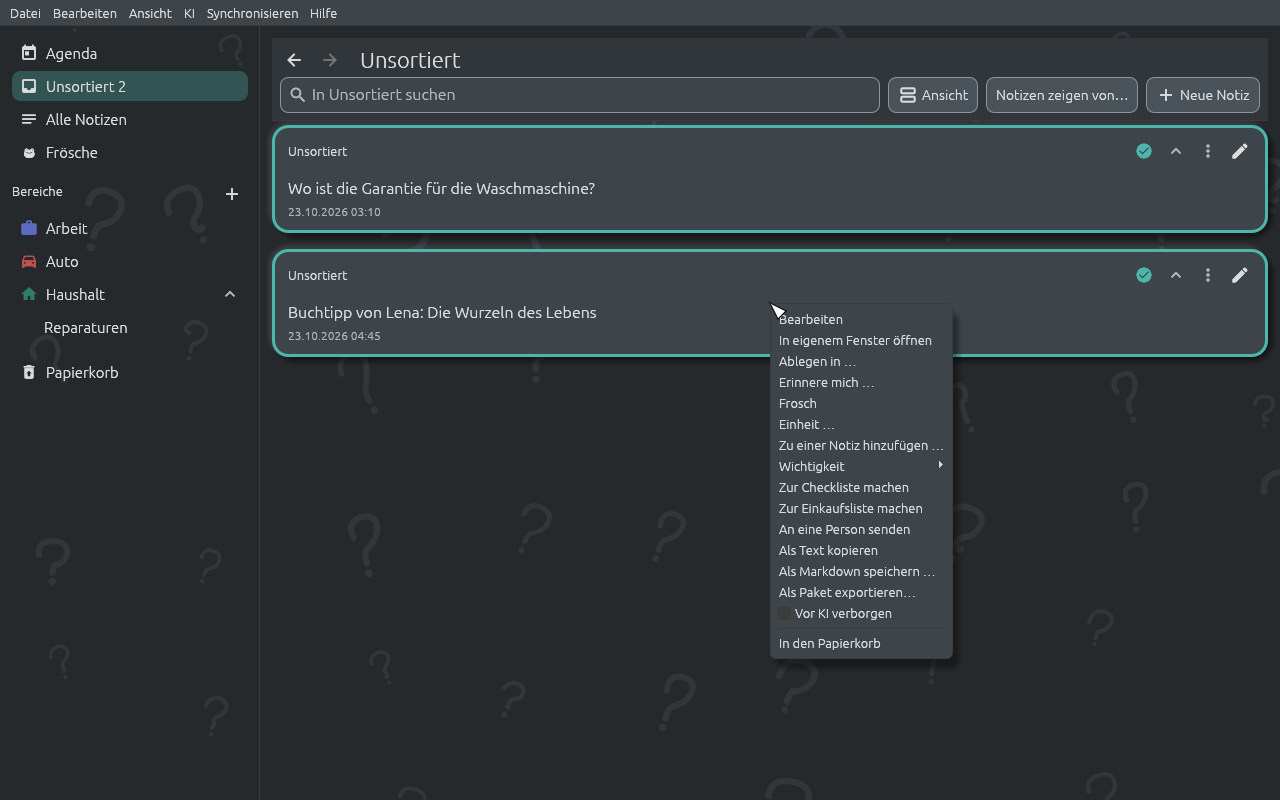 Datei Bearbeiten Ansicht KI Synchronisieren Hilfe
Agenda
Unsortiert 2
Alle Notizen
Frösche
Bereiche
Arbeit
Auto
Haushalt
Reparaturen
Papierkorb
Unsortiert
In Unsortiert suchen
Ansicht
Notizen zeigen von…
Neue Notiz
Unsortiert
Wo ist die Garantie für die Waschmaschine?
23.10.2026 03:10
Unsortiert
Buchtipp von Lena: Die Wurzeln des Lebens
23.10.2026 04:45
Bearbeiten
In eigenem Fenster öffnen
Ablegen in …
Erinnere mich …
Frosch
Einheit …
Zu einer Notiz hinzufügen …
Wichtigkeit
Zur Checkliste machen
Zur Einkaufsliste machen
An eine Person senden
Als Text kopieren
Als Markdown speichern …
Als Paket exportieren…
Vor KI verborgen
In den Papierkorb